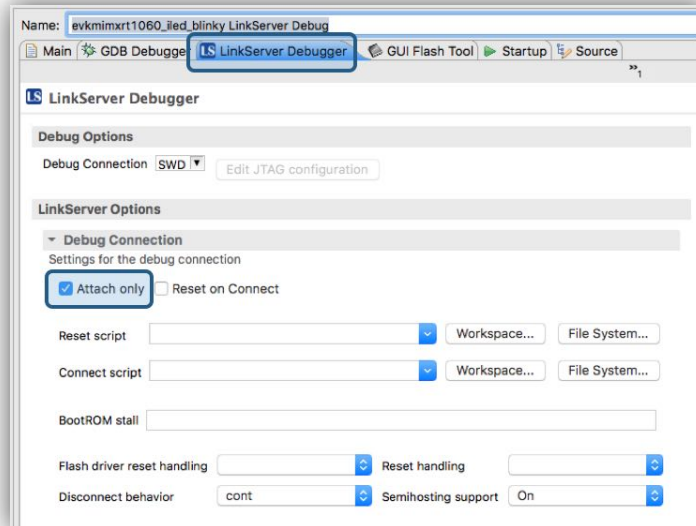 Name: evkmimxrt1060_iled_blinky LinkServer Debug
Main GDB Debugger LS LinkServer Debugger GUI Flash Tool Startup Source
»1
LS LinkServer Debugger
Debug Options
Debug Connection SWD Edit JTAG configuration
LinkServer Options
Debug Connection
Settings for the debug connection
Attach only Reset on Connect
Reset script Workspace... File System...
Connect script Workspace... File System...
BootROM stall
Flash driver reset handling Reset handling
Disconnect behavior cont Semihosting support On